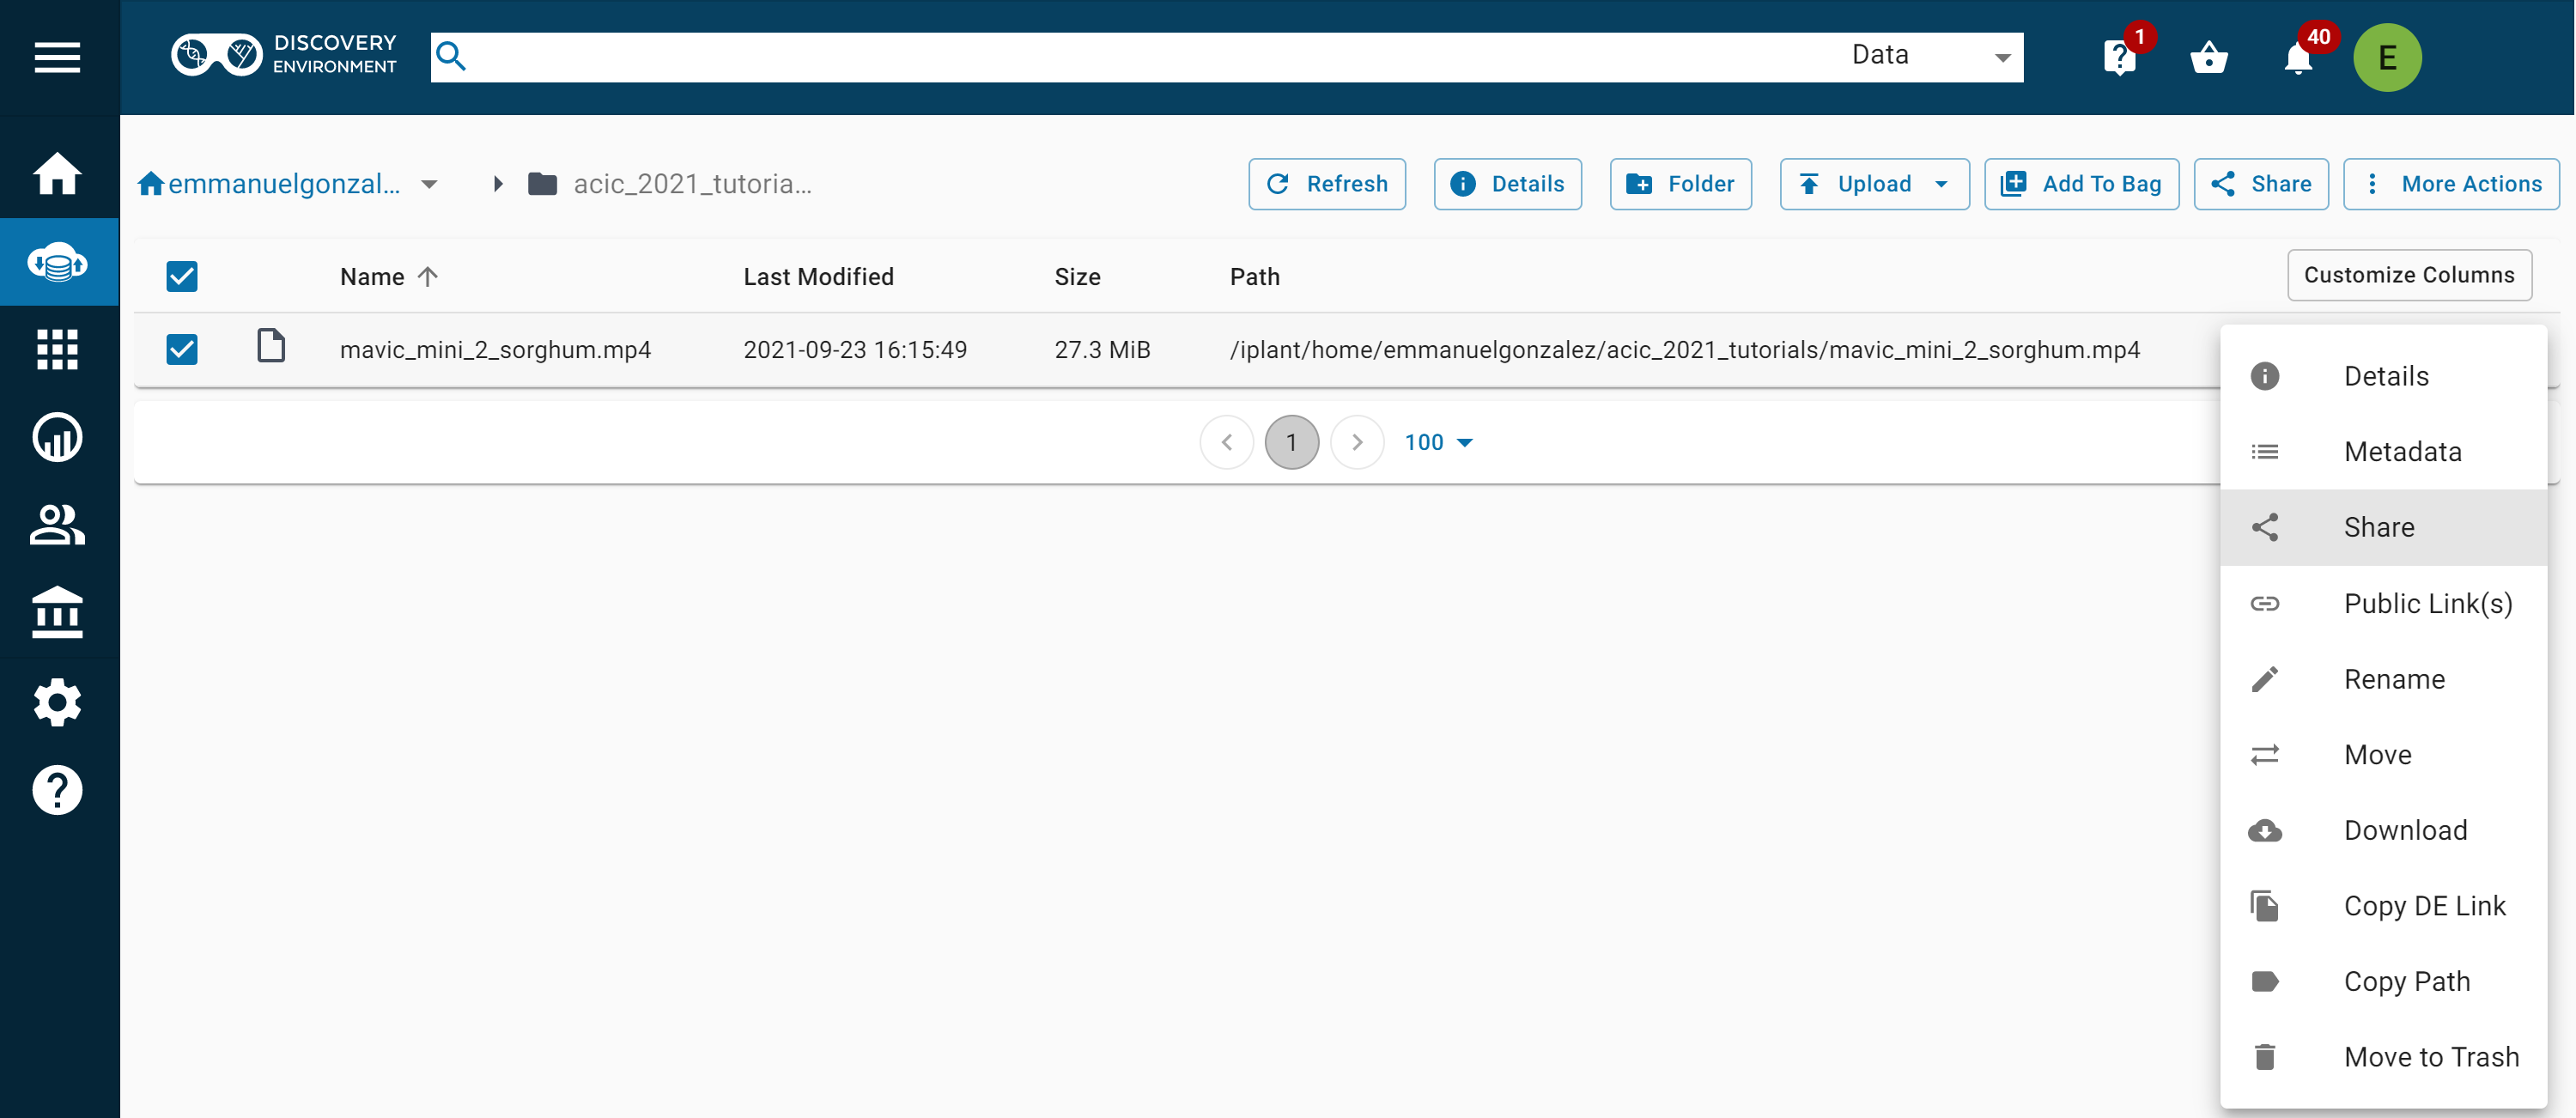 DISCOVERY
ENVIRONMENT
Data
1
40
E
emmanuelgonzal...
acic_2021_tutoria...
Refresh
Details
Folder
Upload
Add To Bag
Share
More Actions
Name
Last Modified
Size
Path
Customize Columns
mavic_mini_2_sorghum.mp4
2021-09-23 16:15:49
27.3 MiB
/iplant/home/emmanuelgonzalez/acic_2021_tutorials/mavic_mini_2_sorghum.mp4
1
100
Details
Metadata
Share
Public Link(s)
Rename
Move
Download
Copy DE Link
Copy Path
Move to Trash